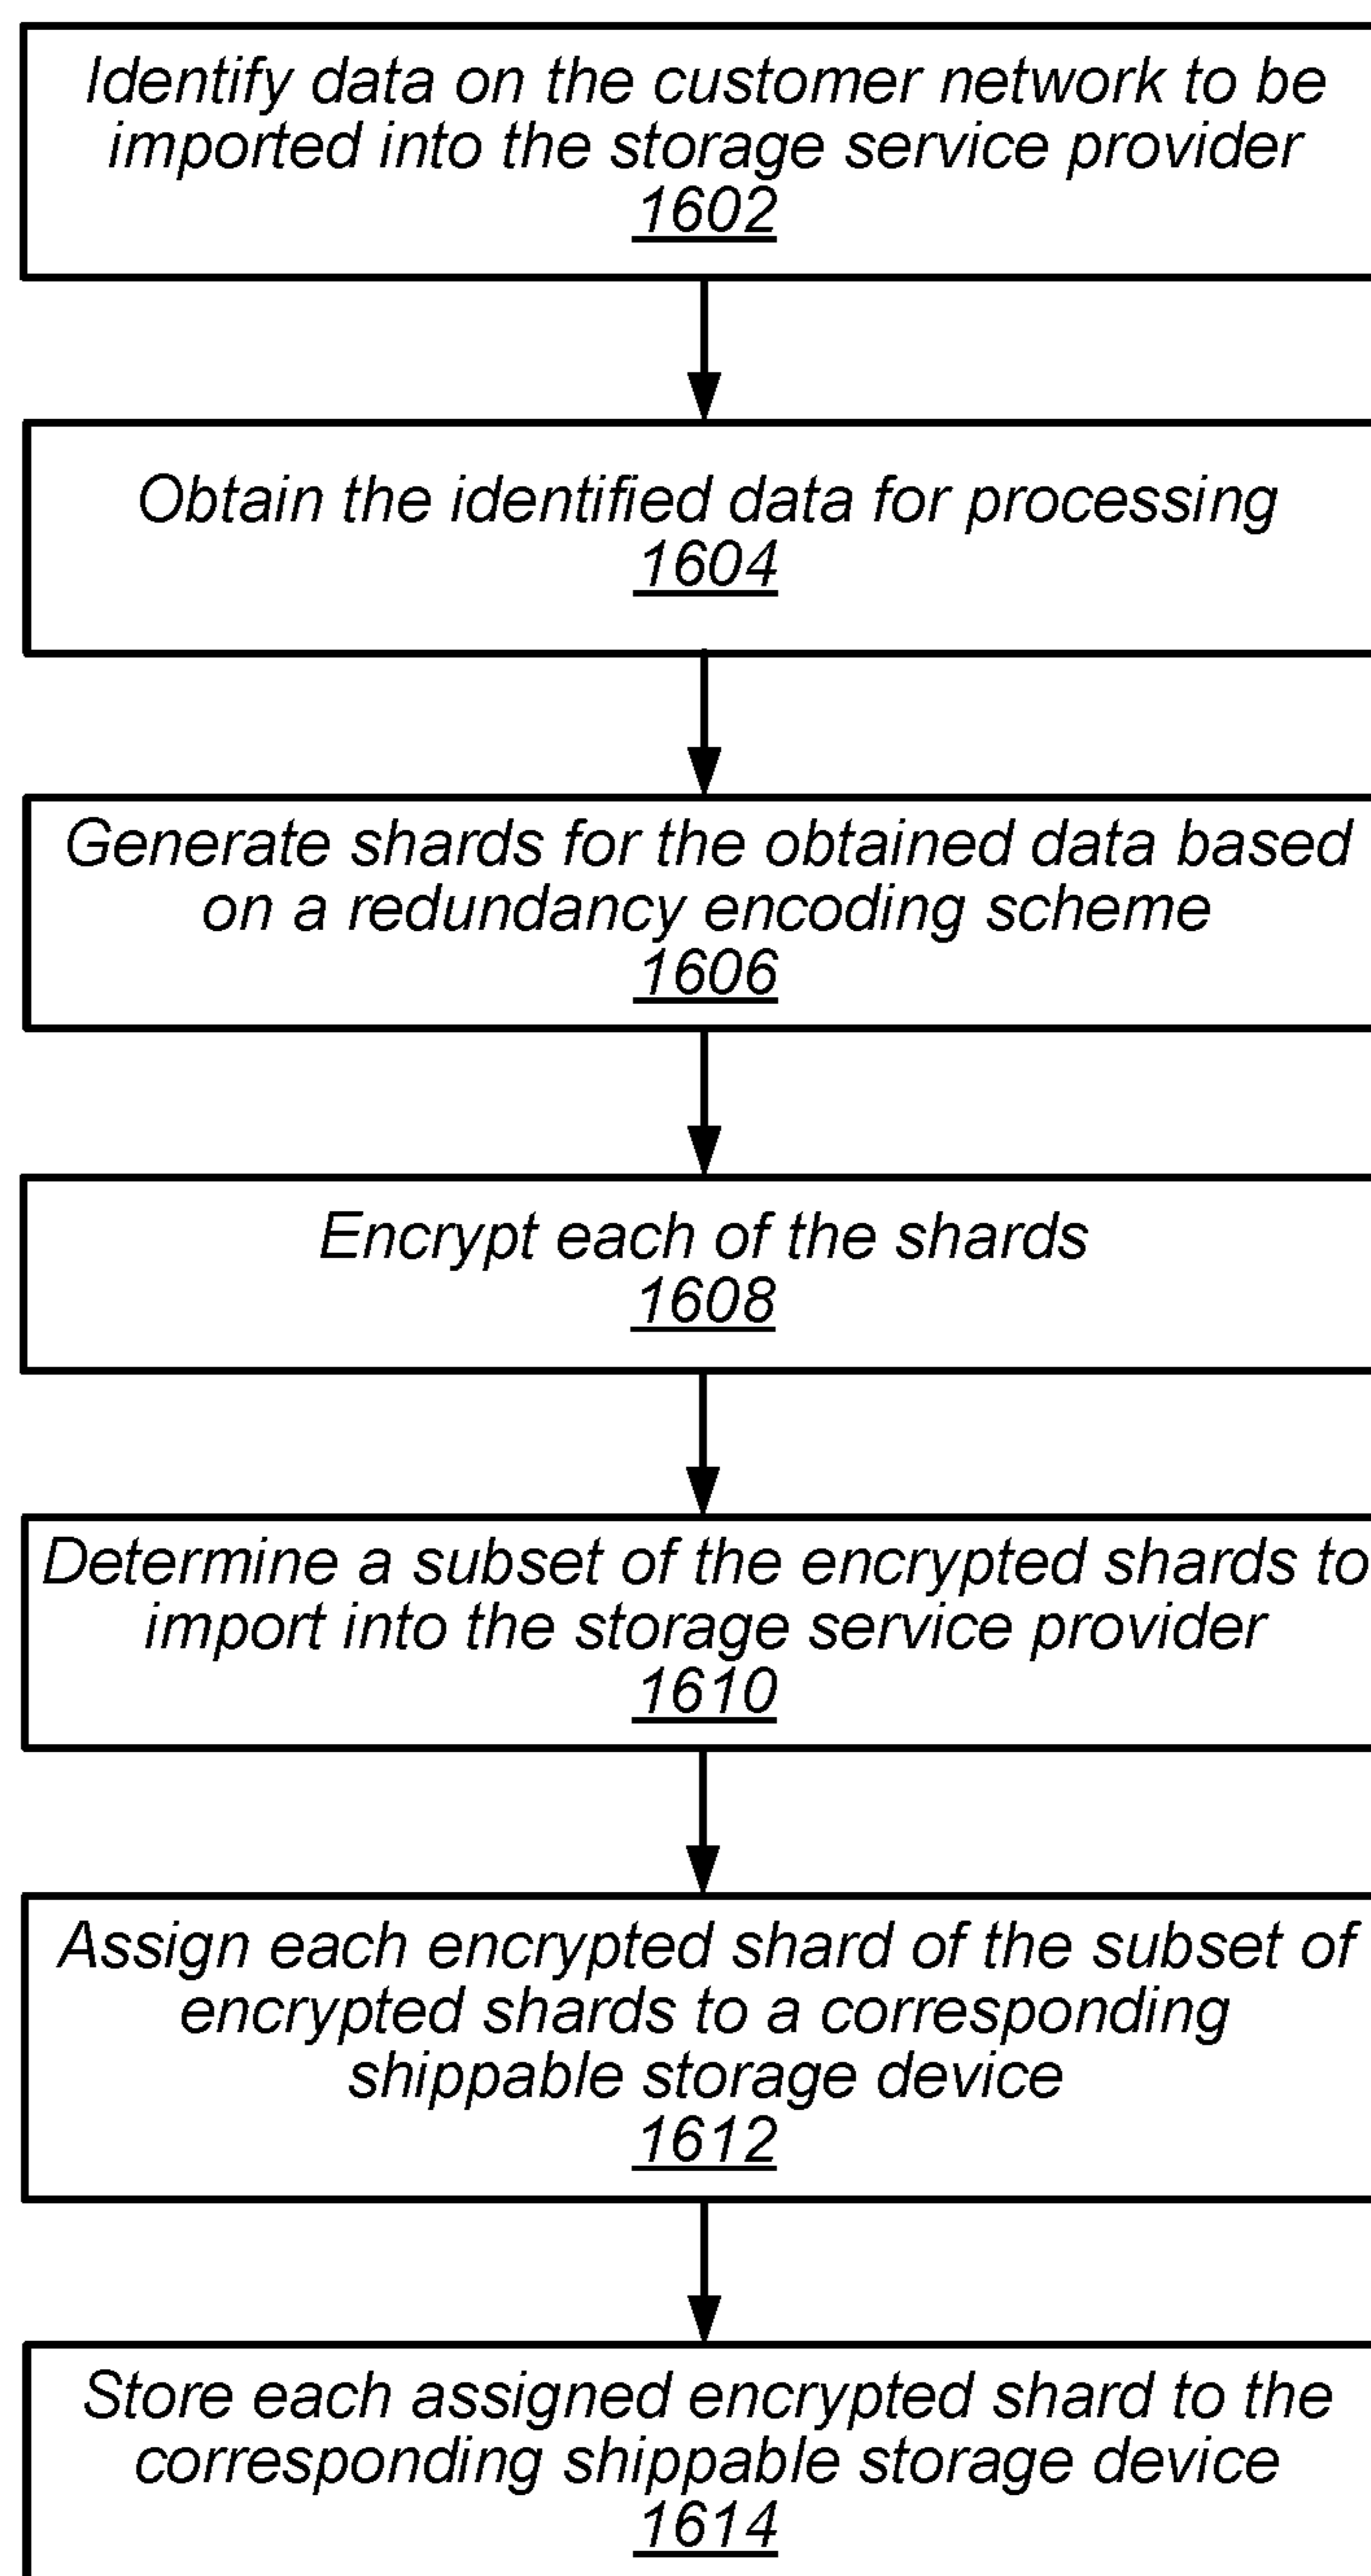 Identify data on the customer network to be
imported into the storage service provider
1602
Obtain the identified data for processing
1604
Generate shards for the obtained data based
on a redundancy encoding scheme
1606
Encrypt each of the shards
1608
Determine a subset of the encrypted shards to
import into the storage service provider
1610
Assign each encrypted shard of the subset of
encrypted shards to a corresponding
shippable storage device
1612
Store each assigned encrypted shard to the
corresponding shippable storage device
1614